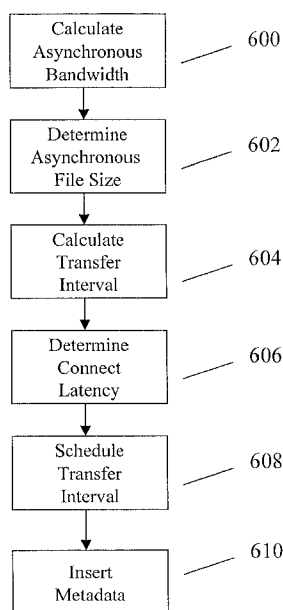 Calculate
Asynchronous
Bandwidth
600
Determine
Asynchronous
File Size
602
Calculate
Transfer
Interval
604
Determine
Connect
Latency
606
Schedule
Transfer
Interval
608
Insert
Metadata
610